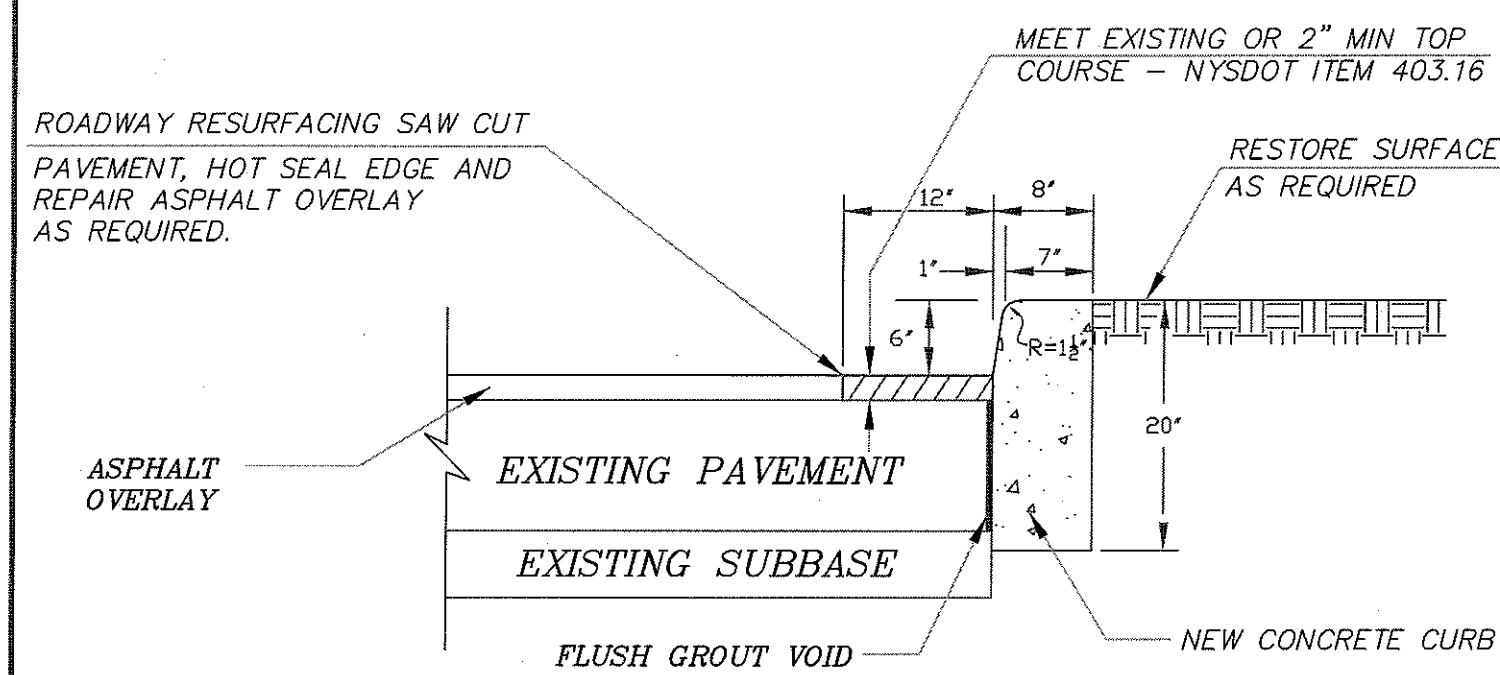 MEET EXISTING OR 2" MIN TOP
COURSE – NYSDOT ITEM 403.16
ROADWAY RESURFACING SAW CUT
PAVEMENT, HOT SEAL EDGE AND
REPAIR ASPHALT OVERLAY
AS REQUIRED.
RESTORE SURFACE
AS REQUIRED
12"
8"
1"
7"
6"
R=1½"
20"
ASPHALT
OVERLAY
EXISTING PAVEMENT
EXISTING SUBBASE
FLUSH GROUT VOID
NEW CONCRETE CURB